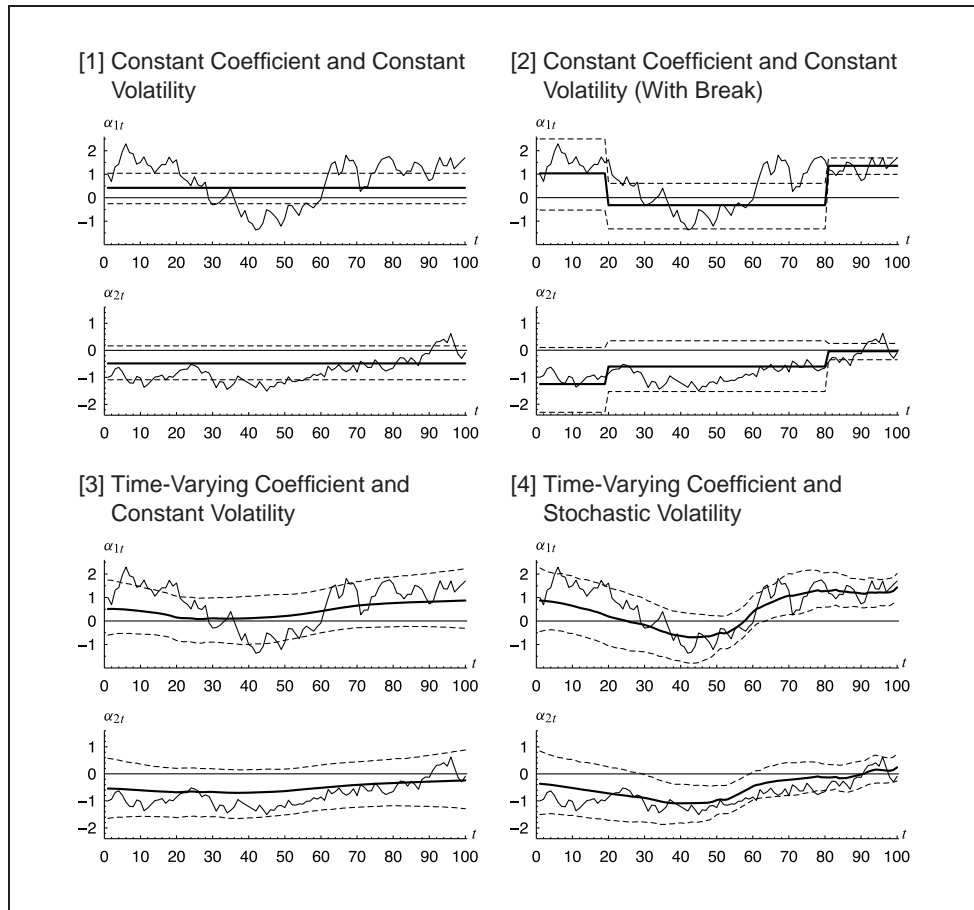 [1] Constant Coefficient and Constant
Volatility
α1t
2
1
0
−1
t
0 10 20 30 40 50 60 70 80 90 100
α2t
1
0
−1
−2
0 10 20 30 40 50 60 70 80 90 100
[2] Constant Coefficient and Constant
Volatility (With Break)
α1t
2
1
0
−1
t
0 10 20 30 40 50 60 70 80 90 100
α2t
1
0
−1
−2
0 10 20 30 40 50 60 70 80 90 100
[3] Time-Varying Coefficient and
Constant Volatility
α1t
2
1
0
−1
t
0 10 20 30 40 50 60 70 80 90 100
α2t
1
0
−1
−2
t
0 10 20 30 40 50 60 70 80 90 100
[4] Time-Varying Coefficient and
Stochastic Volatility
α1t
2
1
0
−1
t
0 10 20 30 40 50 60 70 80 90 100
α2t
1
0
−1
−2
t
0 10 20 30 40 50 60 70 80 90 100